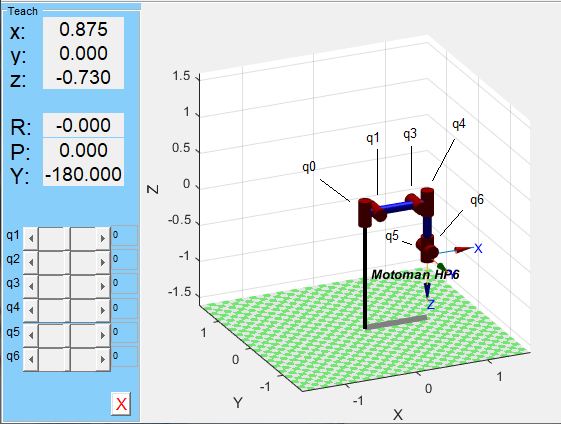 Teach
x: 0.875
y: 0.000
z: -0.730
R: -0.000
P: 0.000
Y: -180.000
q1 0
q2 0
q3 0
q4 0
q5 0
q6 0
X
1.5
1
0.5
0
-0.5
-1
-1.5
Z
q0
q1
q3
q4
q5
q6
X
Motoman HP6
Z
1
0
-1
Y
-1
0
1
X